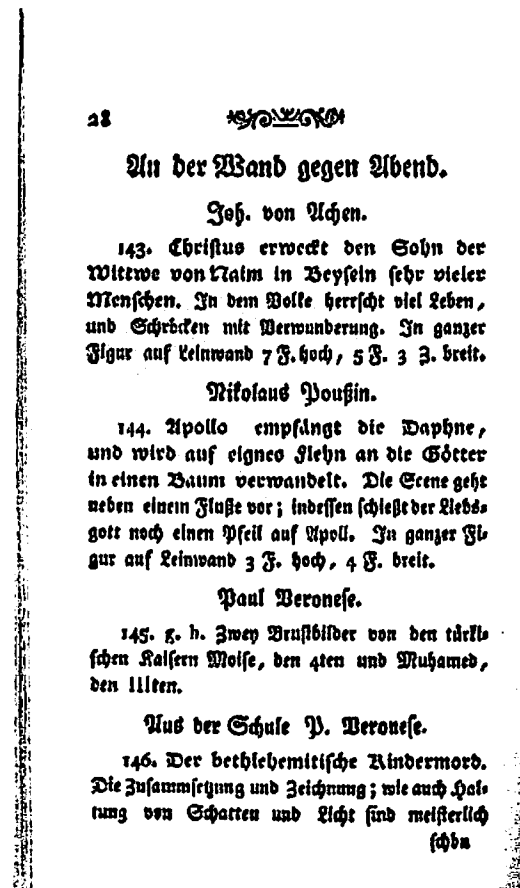 28
An der Wand gegen Abend.
Joh. von Achen.
143. Christus erweckt den Sohn der
Wittwe von Naim in Beysein sehr vieler
Menschen. In dem Volke herrscht viel Leben,
und Schröcken mit Verwunderung. In ganzer
Figur auf Leinwand 7 F. hoch, 5 F. 3 Z. breit.
Nikolaus Poußin.
144. Apollo empfängt die Daphne,
und wird auf eignes Flehn an die Götter
in einen Baum verwandelt. Die Scene geht
neben einem Fluße vor; indessen schießt der Liebs-
gott noch einen Pfeil auf Apoll. In ganzer Fi-
gur auf Leinwand 3 F. hoch, 4 F. breit.
Paul Veronese.
145. g. h. Zwey Brustbilder von den türki-
schen Kaisern Moise, den 4ten und Muhamed,
den IIIten.
Aus der Schule P. Veronese.
146. Der bethlehemitische Kindermord.
Die Zusammsetzung und Zeichnung; wie auch Hal-
tung von Schatten und Licht sind meisterlich
schön